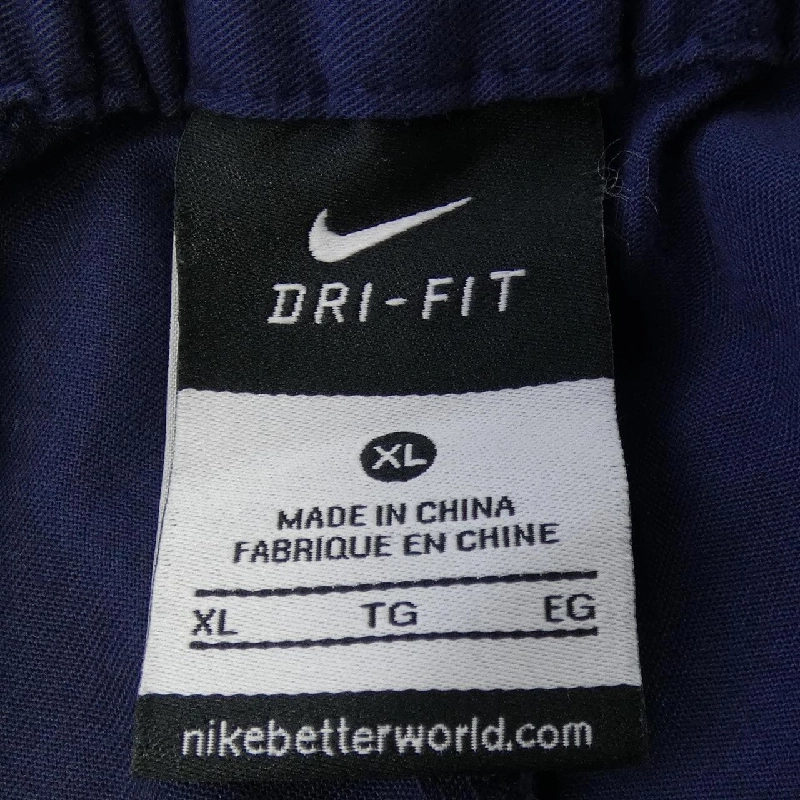 DRI-FIT
XL
MADE IN CHINA
FABRIQUE EN CHINE
XL TG EG
nikebetterworld.com